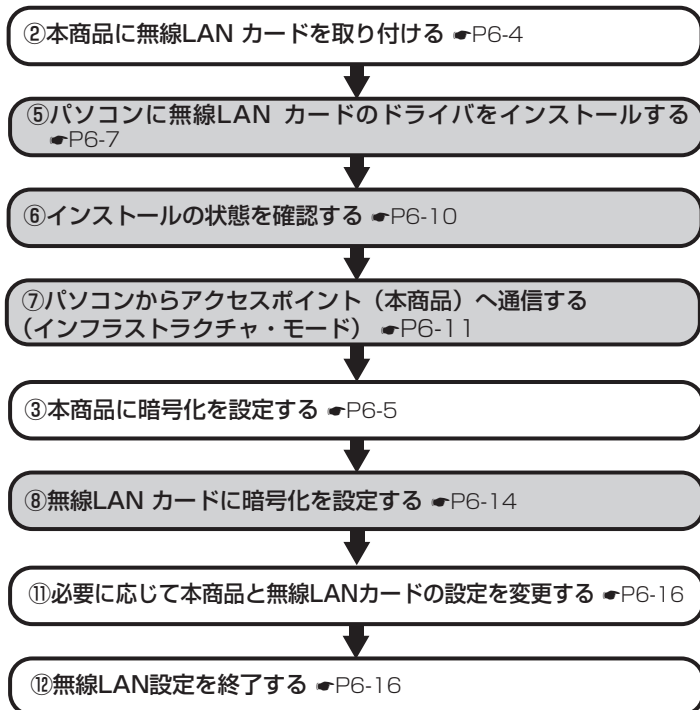 ②本商品に無線LAN カードを取り付ける ☛P6-4
⑤パソコンに無線LAN カードのドライバをインストールする
☛P6-7
⑥インストールの状態を確認する ☛P6-10
⑦パソコンからアクセスポイント（本商品）へ通信する
（インフラストラクチャ・モード） ☛P6-11
③本商品に暗号化を設定する ☛P6-5
⑧無線LAN カードに暗号化を設定する ☛P6-14
⑪必要に応じて本商品と無線LANカードの設定を変更する ☛P6-16
⑫無線LAN設定を終了する ☛P6-16